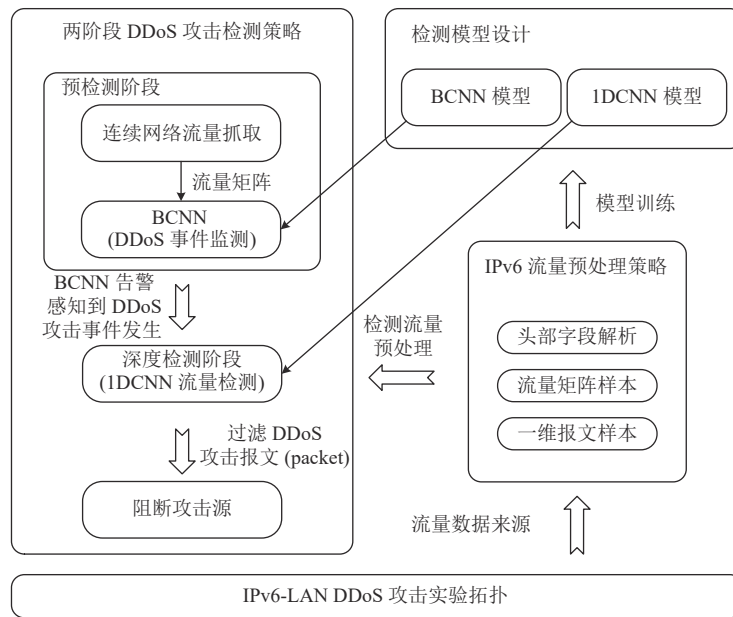 两阶段 DDoS 攻击检测策略
预检测阶段
连续网络流量抓取
流量矩阵
BCNN
(DDoS 事件监测)
BCNN 告警
感知到 DDoS
攻击事件发生
深度检测阶段
(1DCNN 流量检测)
过滤 DDoS
攻击报文 (packet)
阻断攻击源
检测模型设计
BCNN 模型
1DCNN 模型
模型训练
IPv6 流量预处理策略
头部字段解析
流量矩阵样本
一维报文样本
检测流量
预处理
流量数据来源
IPv6-LAN DDoS 攻击实验拓扑